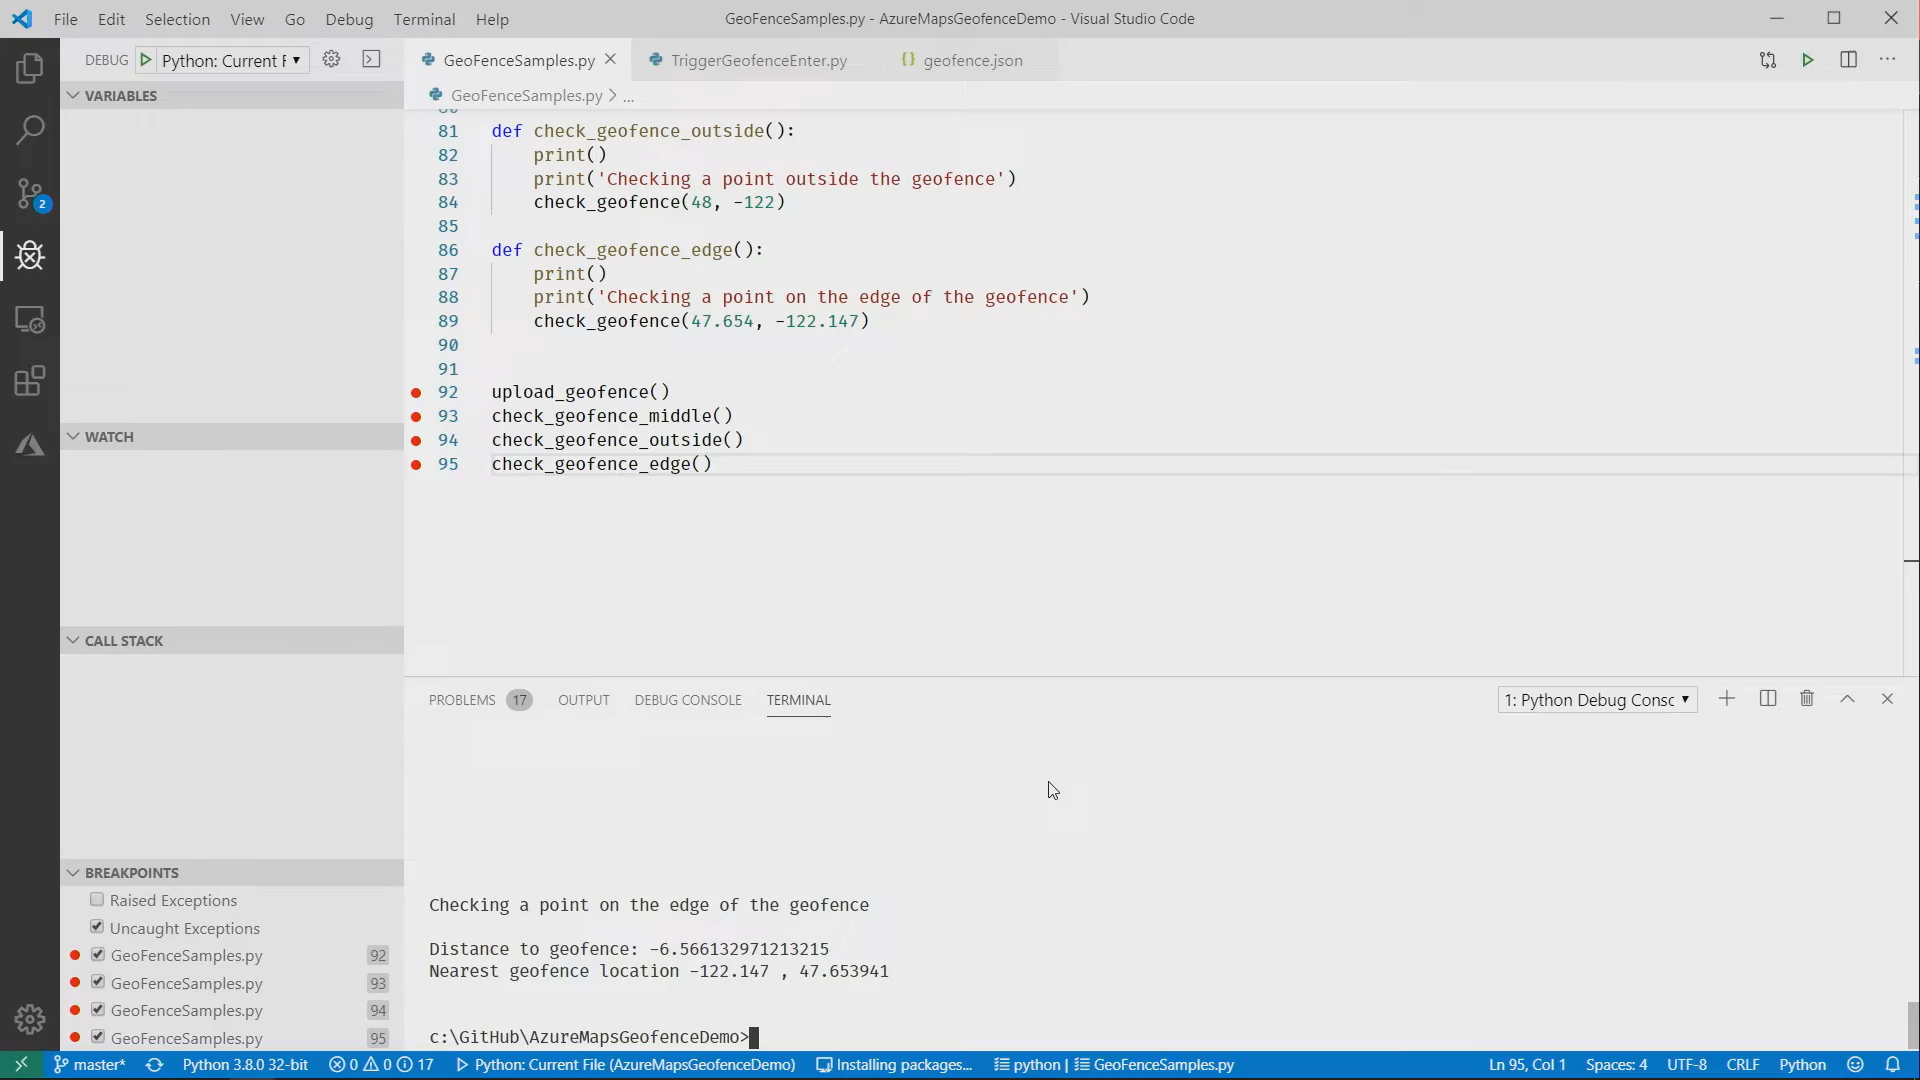 File Edit Selection View Go Debug Terminal Help
GeoFenceSamples.py - AzureMapsGeofenceDemo - Visual Studio Code
DEBUG Python: Current F
GeoFenceSamples.py TriggerGeofenceEnter.py {} geofence.json
GeoFenceSamples.py > ...
VARIABLES
WATCH
CALL STACK
BREAKPOINTS
Raised Exceptions
Uncaught Exceptions
GeoFenceSamples.py 92
GeoFenceSamples.py 93
GeoFenceSamples.py 94
GeoFenceSamples.py 95
2
81 def check_geofence_outside():
82 print()
83 print('Checking a point outside the geofence')
84 check_geofence(48, -122)
85
86 def check_geofence_edge():
87 print()
88 print('Checking a point on the edge of the geofence')
89 check_geofence(47.654, -122.147)
90
91
92 upload_geofence()
93 check_geofence_middle()
94 check_geofence_outside()
95 check_geofence_edge()
PROBLEMS 17 OUTPUT DEBUG CONSOLE TERMINAL
1: Python Debug Consc
Checking a point on the edge of the geofence
Distance to geofence: -6.566132971213215
Nearest geofence location -122.147 , 47.653941
c:\GitHub\AzureMapsGeofenceDemo>
master* Python 3.8.0 32-bit 0 0 17 Python: Current File (AzureMapsGeofenceDemo) Installing packages... python | GeoFenceSamples.py Ln 95, Col 1 Spaces: 4 UTF-8 CRLF Python